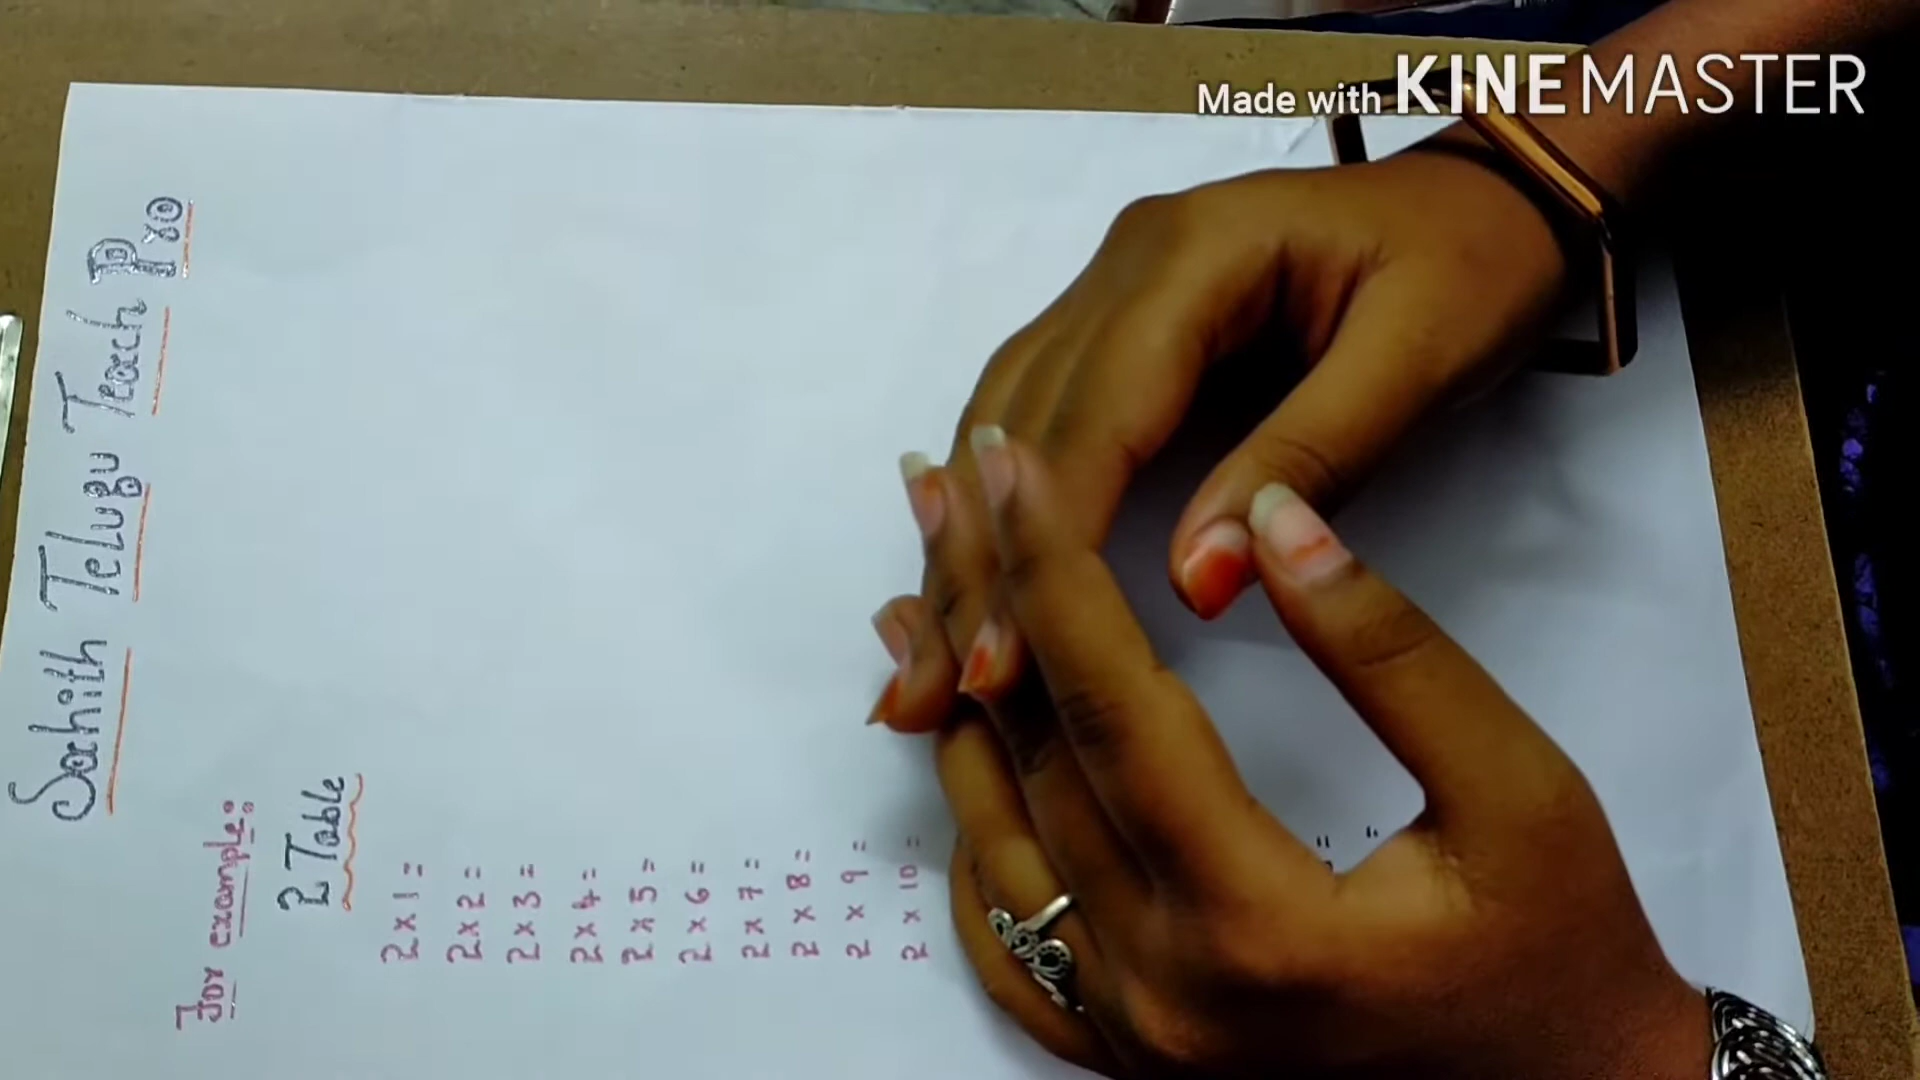 Made with KINEMASTER
Sahith Telugu Teach Pro
For example:
2 Table
2 x 1 =
2 x 2 =
2 x 3 =
2 x 4 =
2 x 5 =
2 x 6 =
2 x 7 =
2 x 8 =
2 x 9 =
2 x 10 =